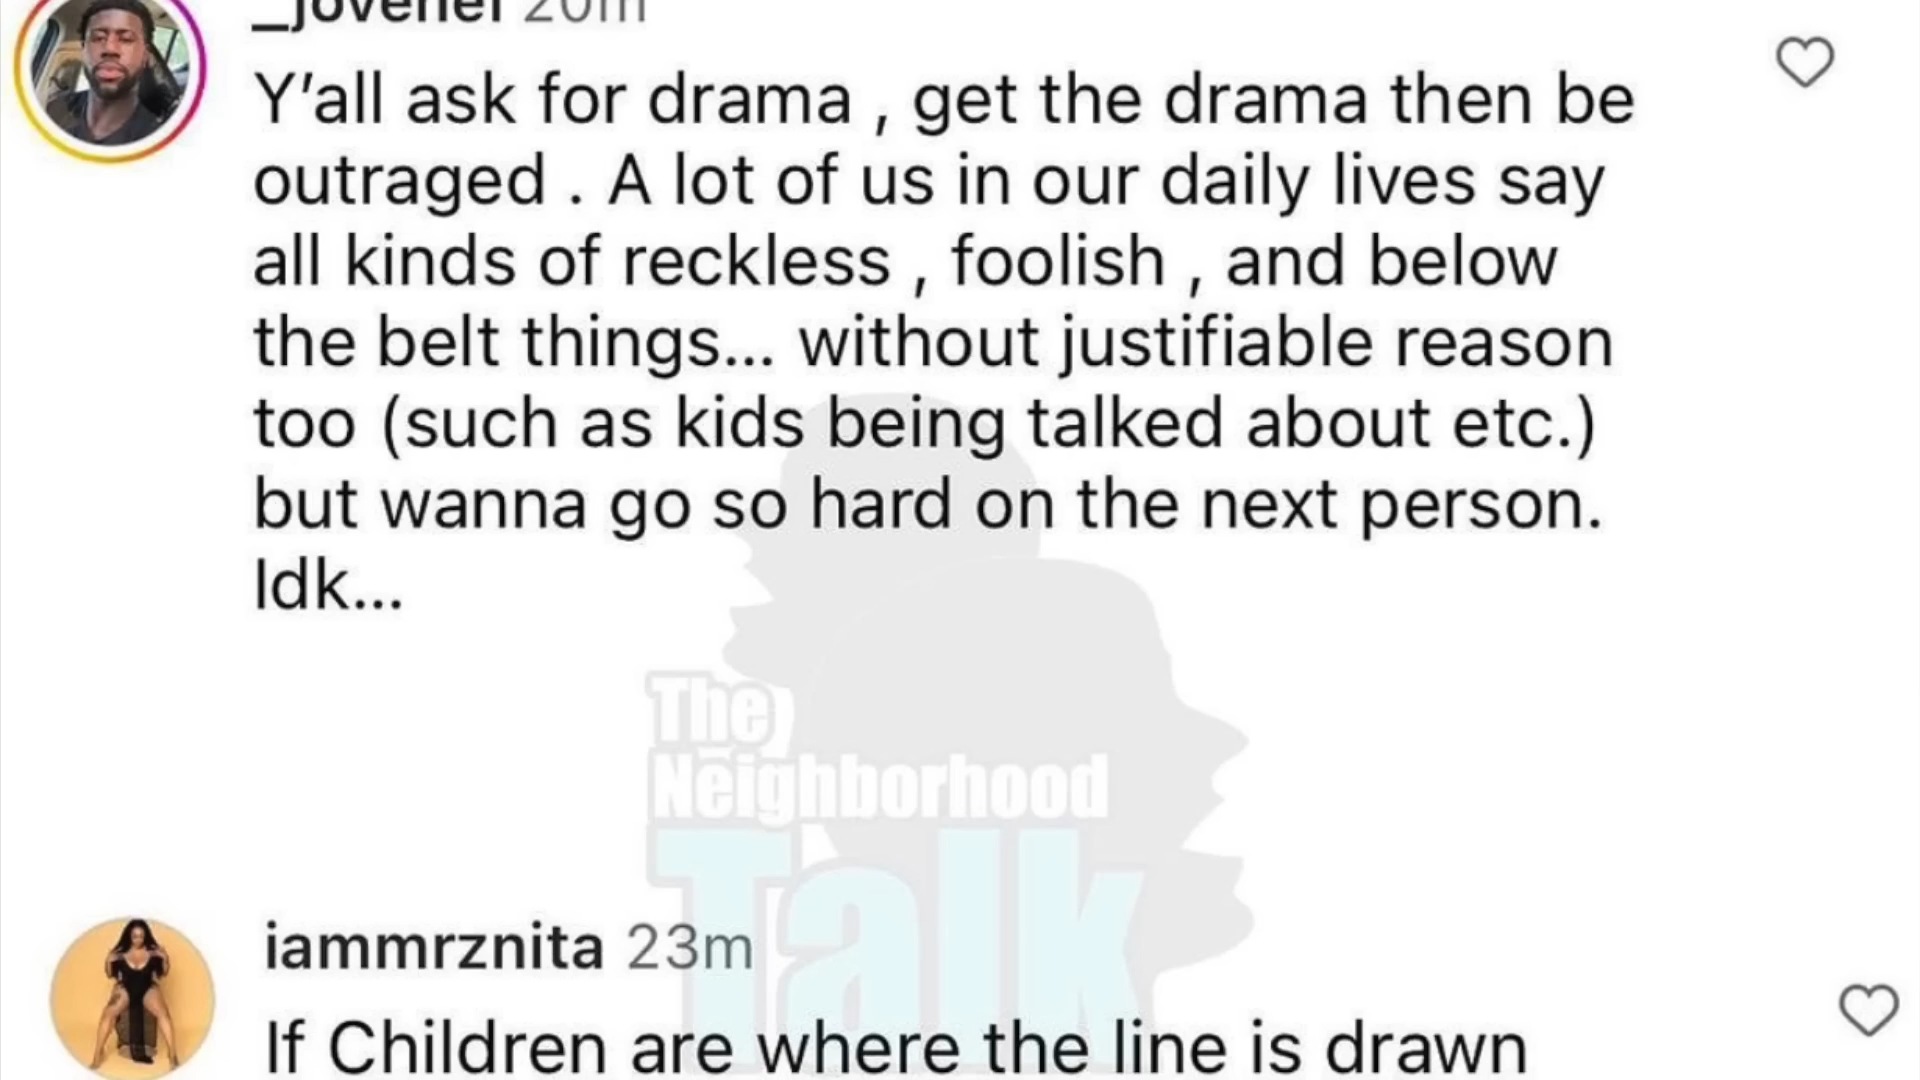 20m
Y'all ask for drama , get the drama then be
outraged . A lot of us in our daily lives say
all kinds of reckless , foolish , and below
the belt things... without justifiable reason
too (such as kids being talked about etc.)
but wanna go so hard on the next person.
Idk...
The
Neighborhood
Talk
iammrznita 23m
If Children are where the line is drawn